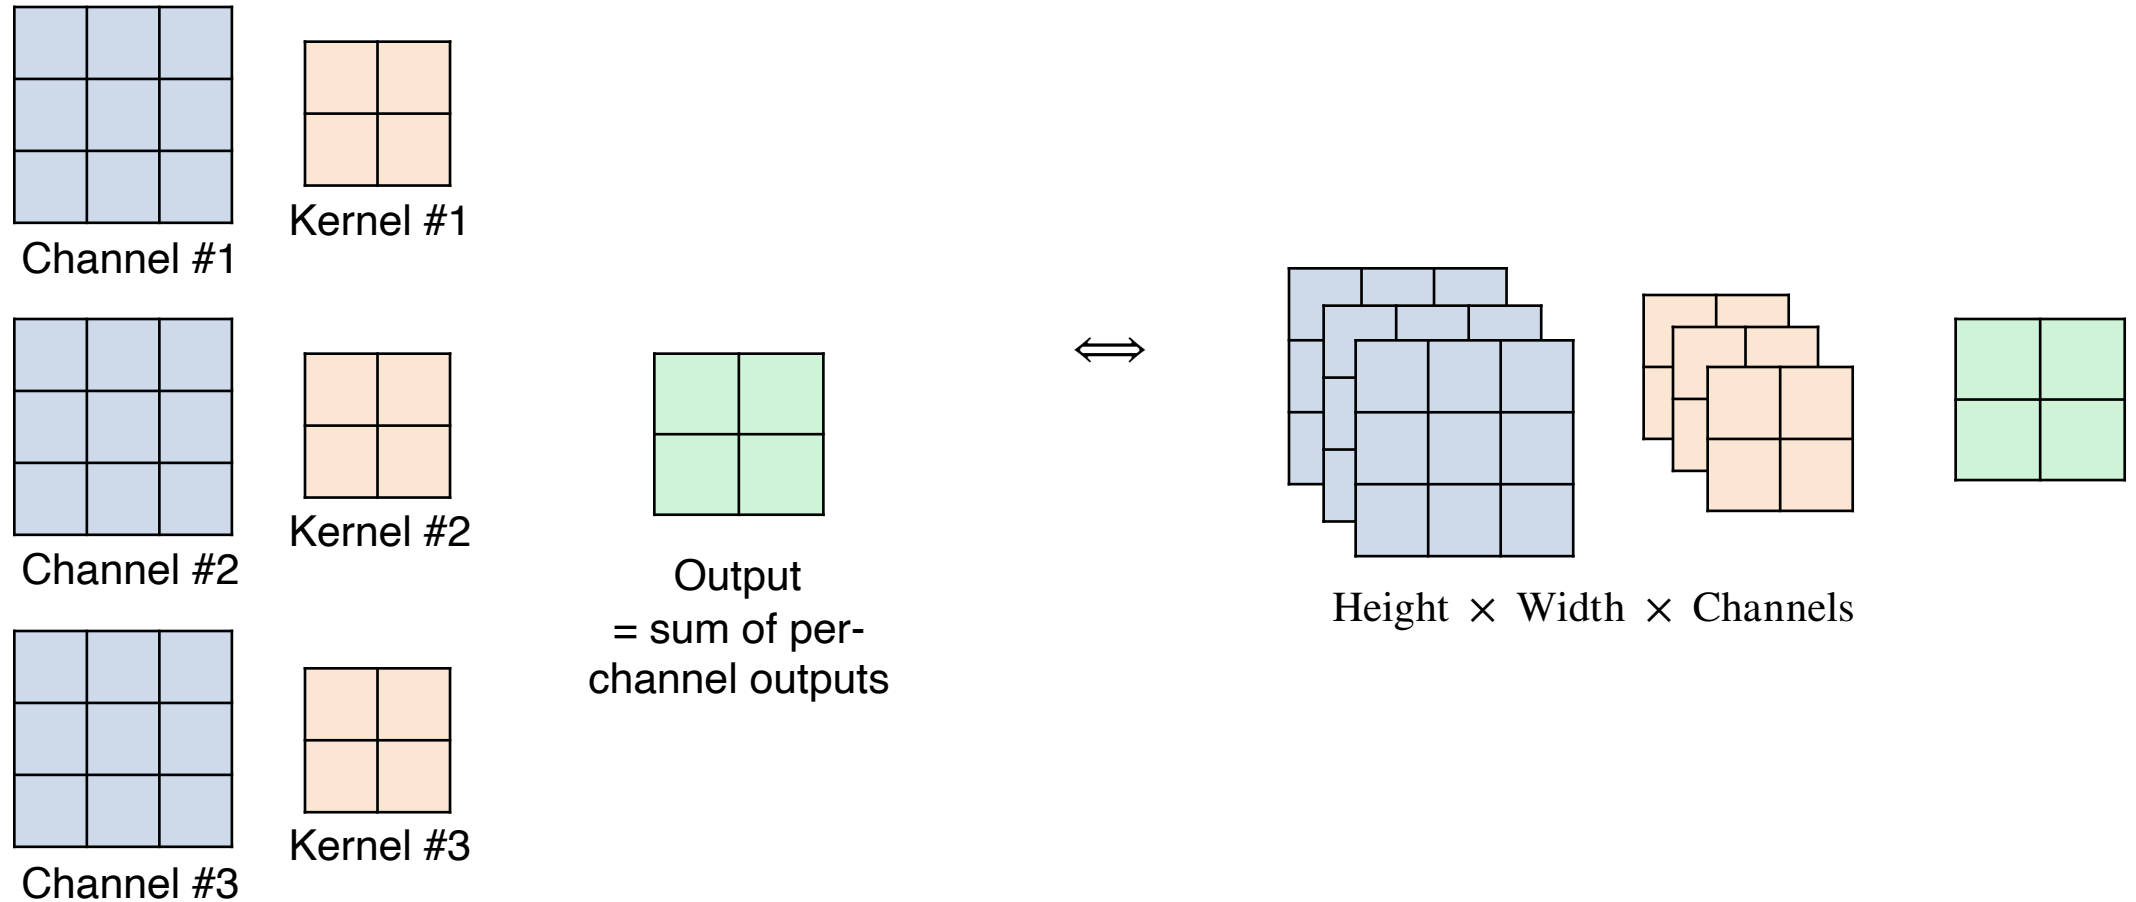 Channel #1
Kernel #1
Channel #2
Kernel #2
Channel #3
Kernel #3
Output
= sum of per-
channel outputs
⟺
Height × Width × Channels